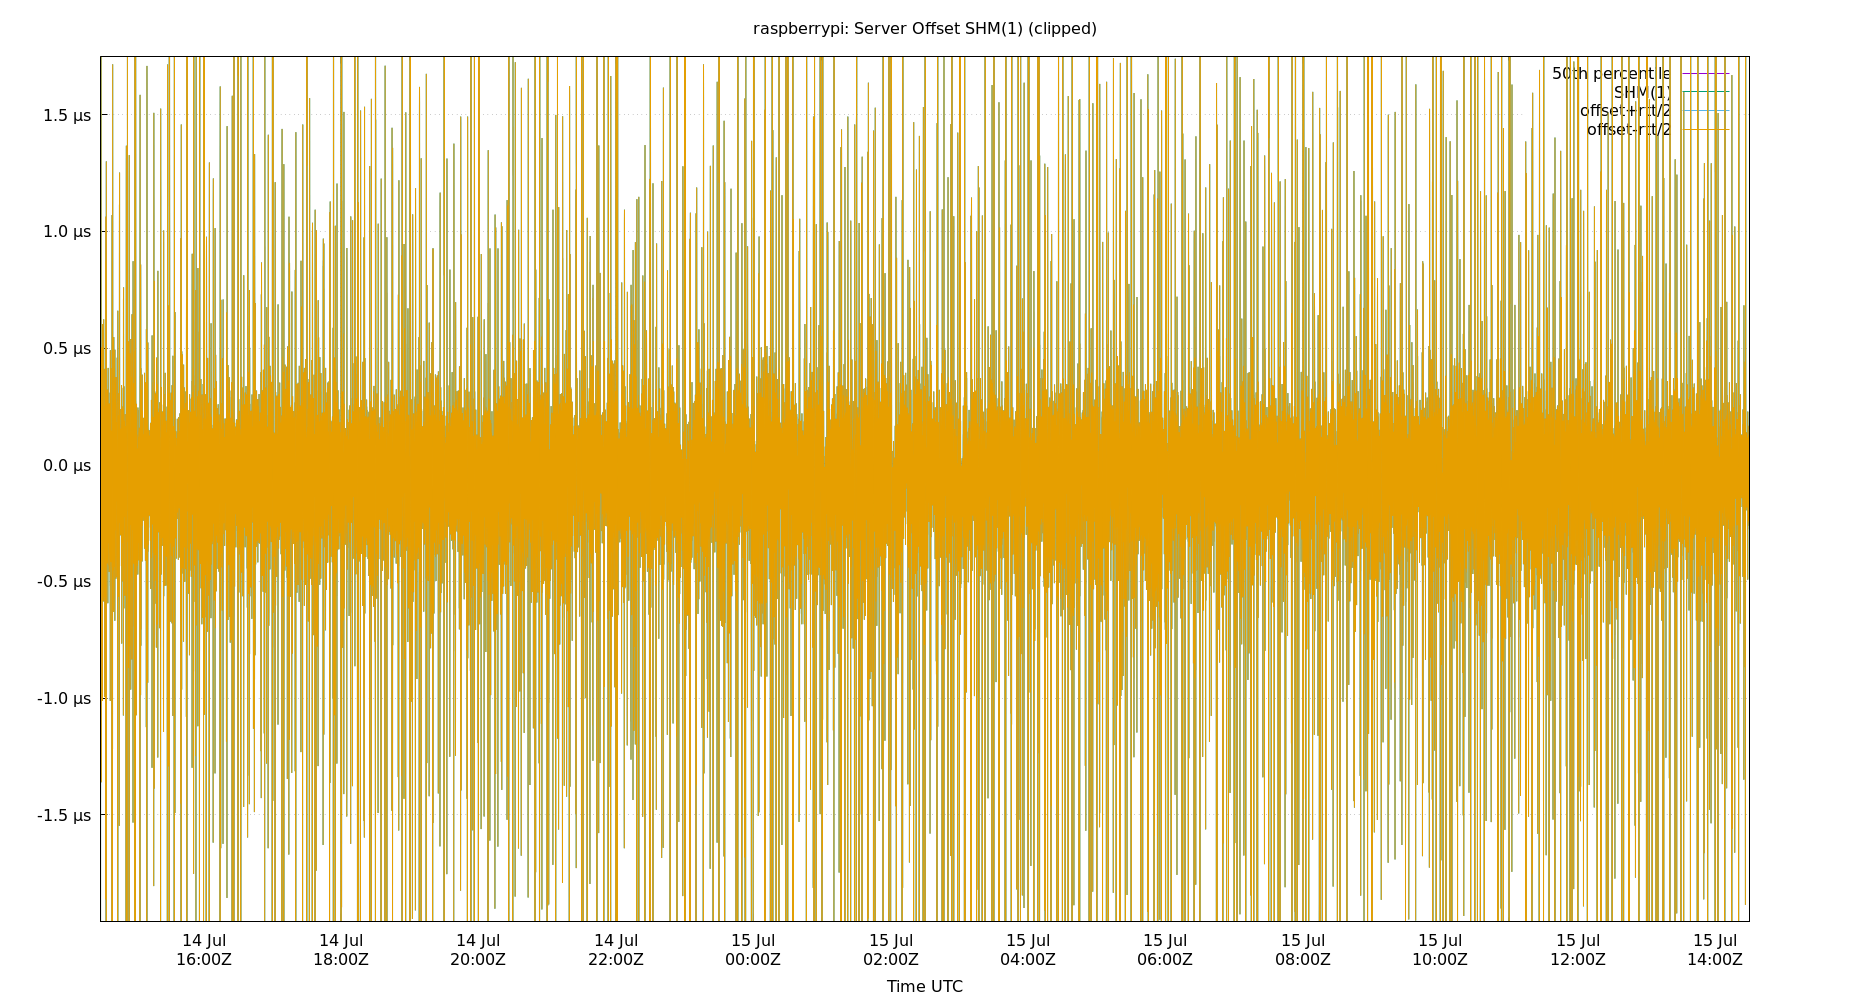 raspberrypi: Server Offset SHM(1) (clipped)
50th percentile
SHM(1)
offset+rtt/2
offset-rtt/2
1.5 µs
1.0 µs
0.5 µs
0.0 µs
-0.5 µs
-1.0 µs
-1.5 µs
14 Jul 14 Jul 14 Jul 14 Jul 15 Jul 15 Jul 15 Jul 15 Jul 15 Jul 15 Jul 15 Jul 15 Jul
16:00Z 18:00Z 20:00Z 22:00Z 00:00Z 02:00Z 04:00Z 06:00Z 08:00Z 10:00Z 12:00Z 14:00Z
Time UTC